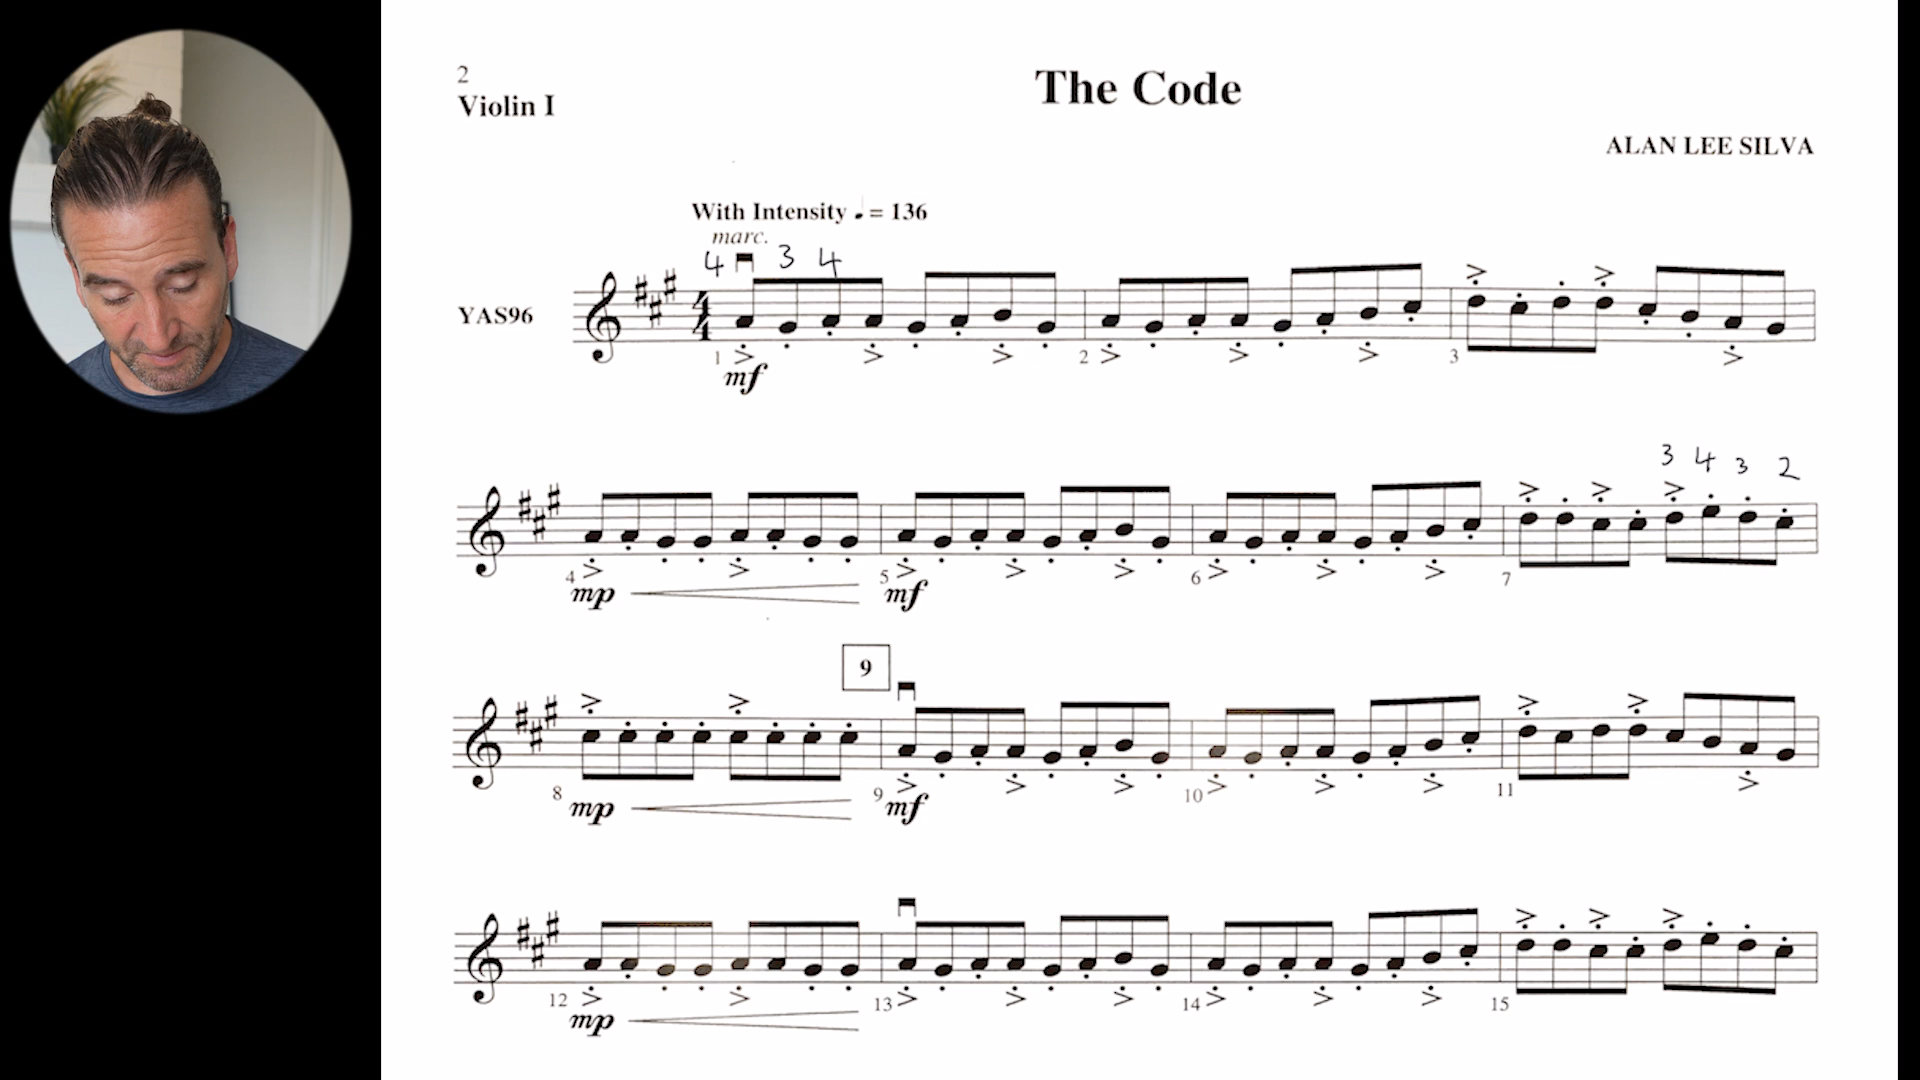 2
Violin I
The Code
ALAN LEE SILVA
With Intensity ♩ = 136
marc.
4 3 4
YAS96
4
4
1 2 3
mf
3 4 3 2
4 5 6 7
mp mf
9
8 9 10 11
mp mf
12 13 14 15
mp